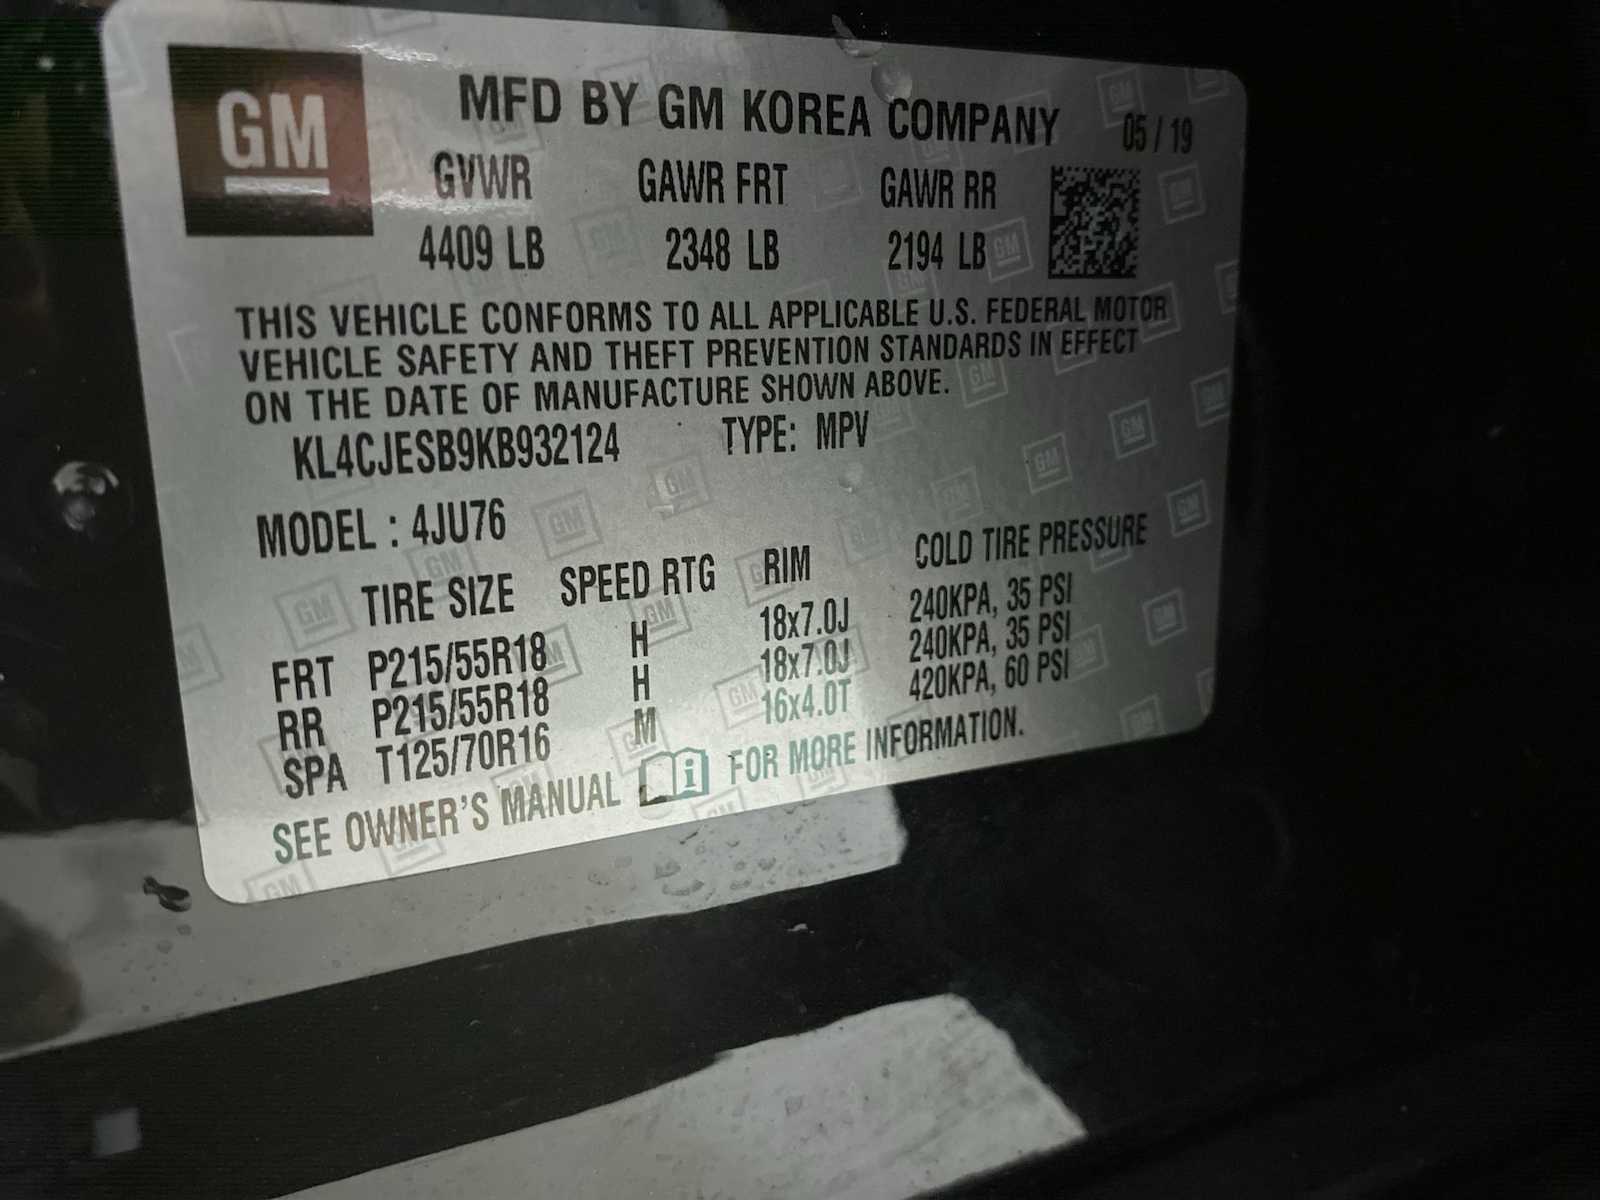 GM
MFD BY GM KOREA COMPANY 05 / 19
GVWR GAWR FRT GAWR RR
4409 LB 2348 LB 2194 LB
THIS VEHICLE CONFORMS TO ALL APPLICABLE U.S. FEDERAL MOTOR
VEHICLE SAFETY AND THEFT PREVENTION STANDARDS IN EFFECT
ON THE DATE OF MANUFACTURE SHOWN ABOVE.
KL4CJESB9KB932124 TYPE: MPV
MODEL : 4JU76
TIRE SIZE SPEED RTG RIM COLD TIRE PRESSURE
FRT P215/55R18 H 18x7.0J 240KPA, 35 PSI
RR P215/55R18 H 18x7.0J 240KPA, 35 PSI
SPA T125/70R16 M 16x4.0T 420KPA, 60 PSI
SEE OWNER'S MANUAL i FOR MORE INFORMATION.